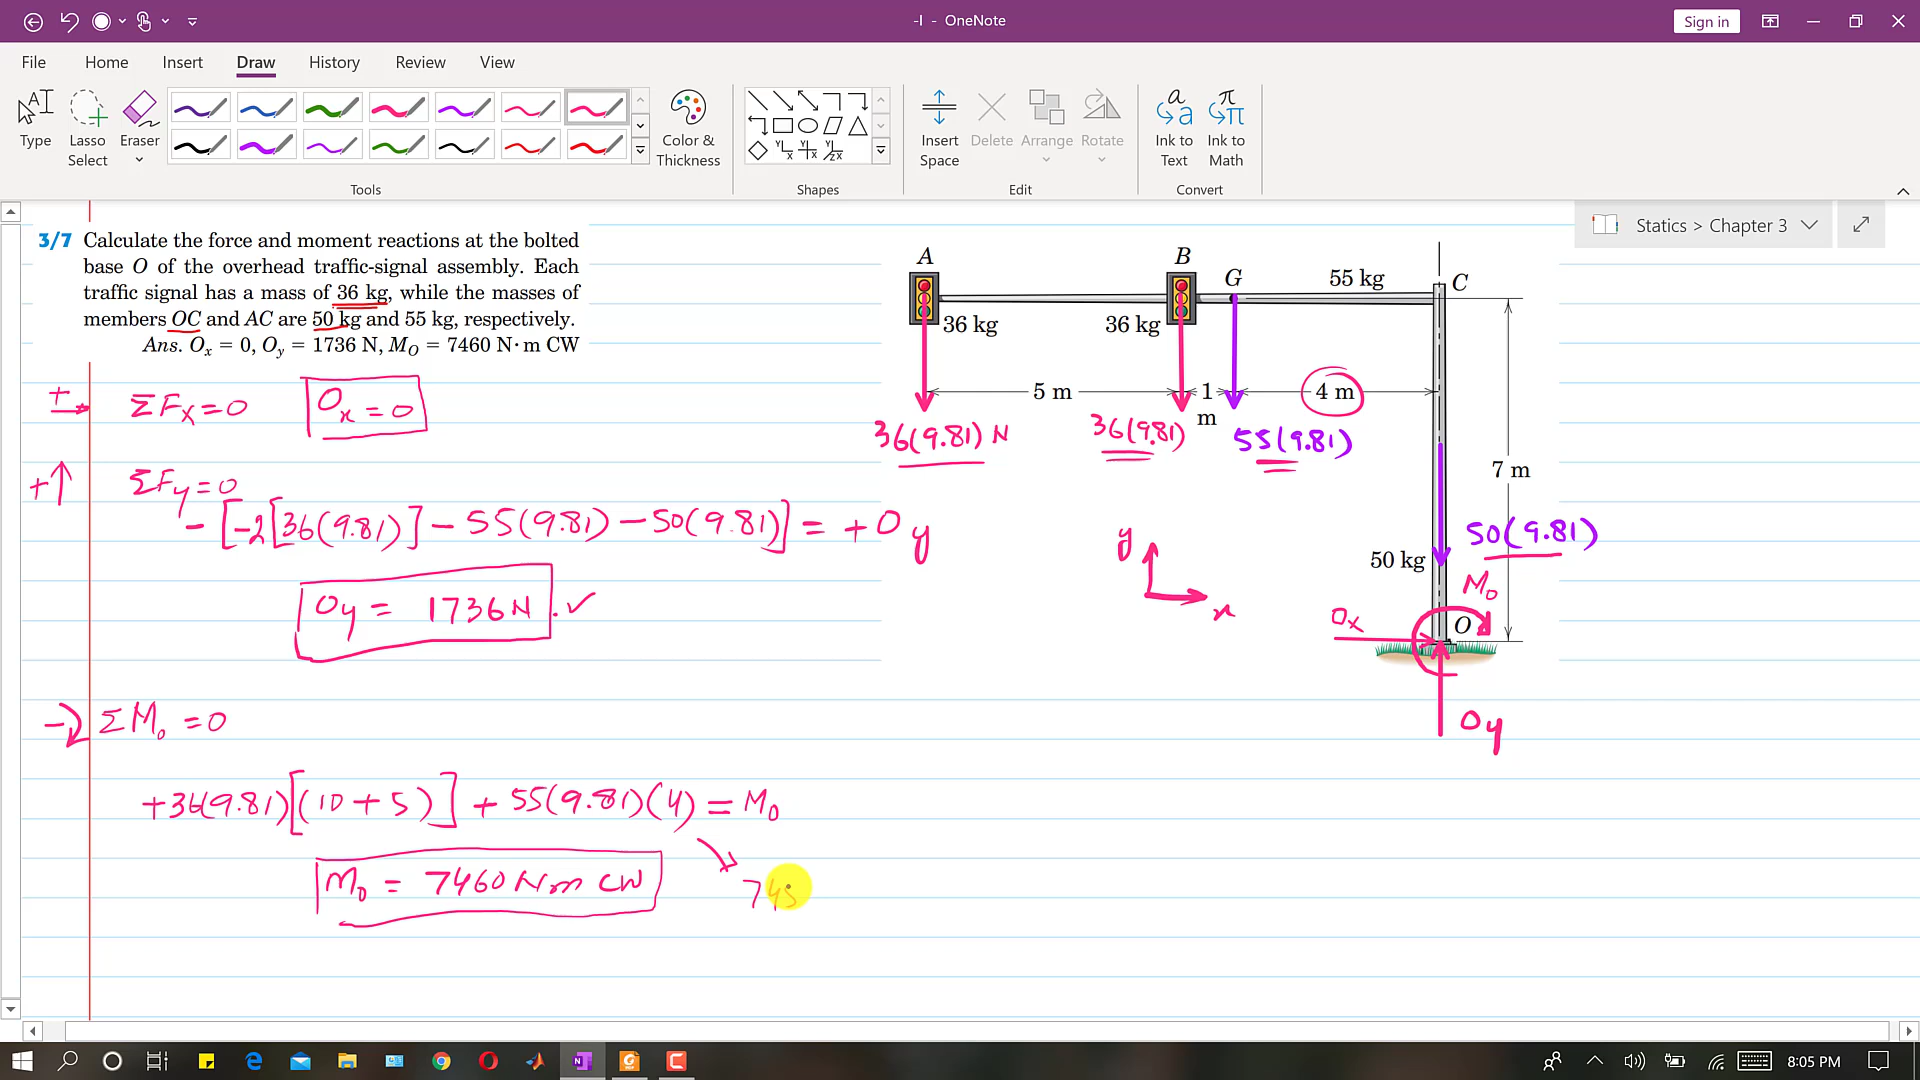 -I - OneNote
Sign in
File Home Insert Draw History Review View
Type
Lasso Select
Eraser
Color & Thickness
Insert Space
Delete
Arrange
Rotate
Ink to Text
Ink to Math
Tools
Shapes
Edit
Convert
Statics > Chapter 3
3/7 Calculate the force and moment reactions at the bolted
base O of the overhead traffic-signal assembly. Each
traffic signal has a mass of 36 kg, while the masses of
members OC and AC are 50 kg and 55 kg, respectively.
Ans. Oₓ = 0, O_y = 1736 N, M_O = 7460 N·m CW
+→ ΣFx = 0 Ox = 0
+↑ ΣFy = 0
-[-2[36(9.81)] - 55(9.81) - 50(9.81)] = +Oy
Oy = 1736 N . ✓
ΣMo = 0
+36(9.81)[(10 + 5)] + 55(9.81)(4) = Mo
Mo = 7460 Nm CW
745
A B G 55 kg C
36 kg 36 kg
5 m 1 m 4 m
36(9.81) N 36(9.81) 55(9.81)
7 m
50(9.81)
50 kg
y
x
Mo
Ox
O
Oy
8:05 PM